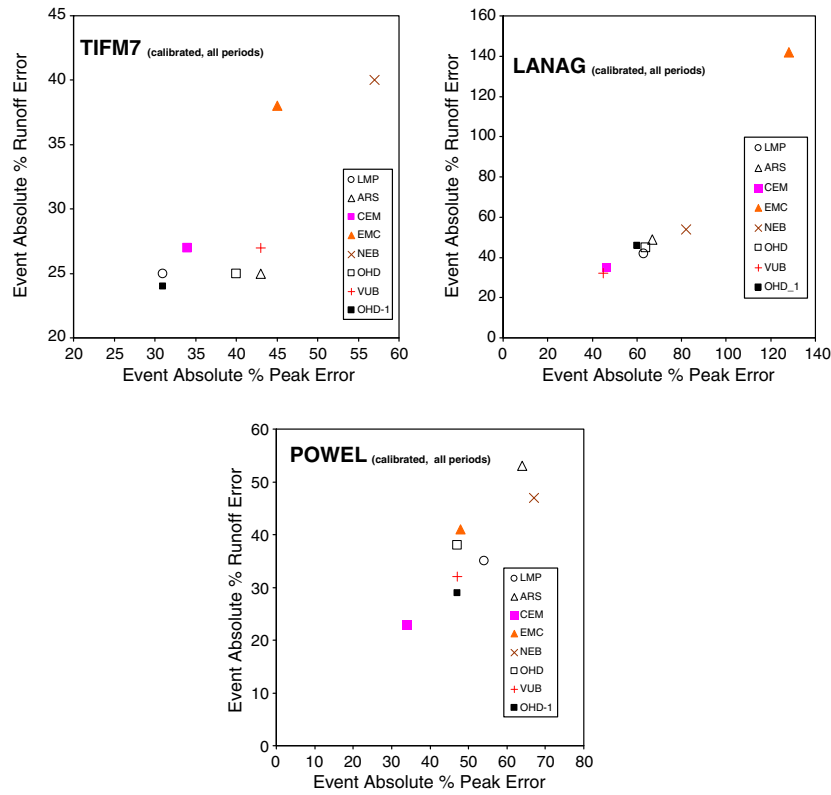 TIFM7 (calibrated, all periods)
Event Absolute % Runoff Error
45
40
35
30
25
20
LMP
ARS
CEM
EMC
NEB
OHD
VUB
OHD-1
20 25 30 35 40 45 50 55 60
Event Absolute % Peak Error
LANAG (calibrated, all periods)
Event Absolute % Runoff Error
160
140
120
100
80
60
40
20
0
LMP
ARS
CEM
EMC
NEB
OHD
VUB
OHD_1
0 20 40 60 80 100 120 140
Event Absolute % Peak Error
POWEL (calibrated, all periods)
Event Absolute % Runoff Error
60
50
40
30
20
10
0
LMP
ARS
CEM
EMC
NEB
OHD
VUB
OHD-1
0 10 20 30 40 50 60 70 80
Event Absolute % Peak Error